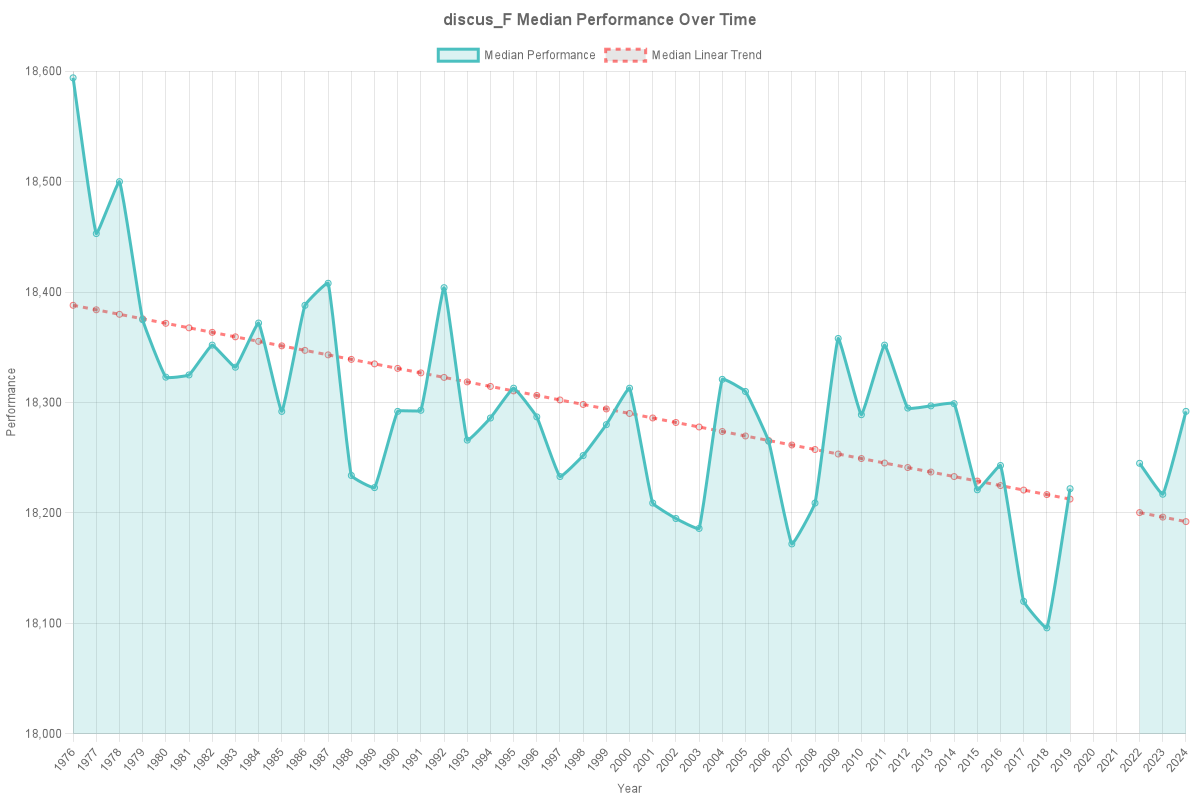 discus_F Median Performance Over Time
Median Performance Median Linear Trend
18,600
18,500
18,400
18,300
18,200
18,100
18,000
Performance
1976 1977 1978 1979 1980 1981 1982 1983 1984 1985 1986 1987 1988 1989 1990 1991 1992 1993 1994 1995 1996 1997 1998 1999 2000 2001 2002 2003 2004 2005 2006 2007 2008 2009 2010 2011 2012 2013 2014 2015 2016 2017 2018 2019 2020 2021 2022 2023 2024
Year